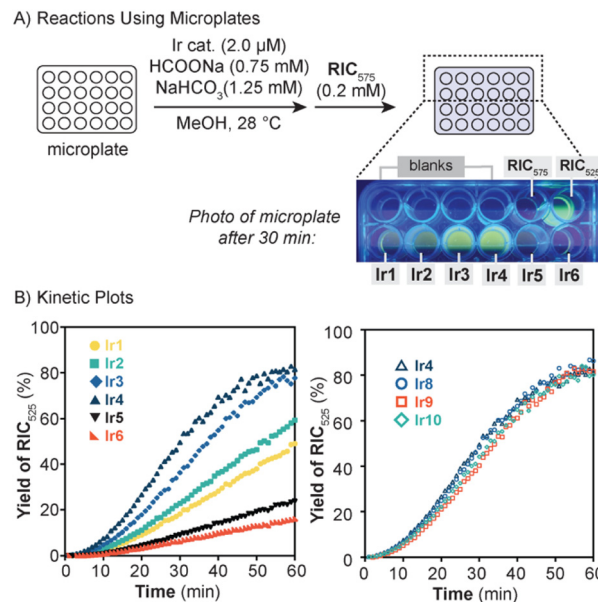 A) Reactions Using Microplates
Ir cat. (2.0 µM)
HCOONa (0.75 mM)
NaHCO3(1.25 mM)
MeOH, 28 °C
RIC575
(0.2 mM)
microplate
blanks
RIC575
RIC525
Photo of microplate
after 30 min:
Ir1 Ir2 Ir3 Ir4 Ir5 Ir6
B) Kinetic Plots
Yield of RIC525 (%)
100
80
60
40
20
0
Ir1
Ir2
Ir3
Ir4
Ir5
Ir6
0 10 20 30 40 50 60
Time (min)
Yield of RIC525 (%)
100
80
60
40
20
0
Ir4
Ir8
Ir9
Ir10
0 10 20 30 40 50 60
Time (min)